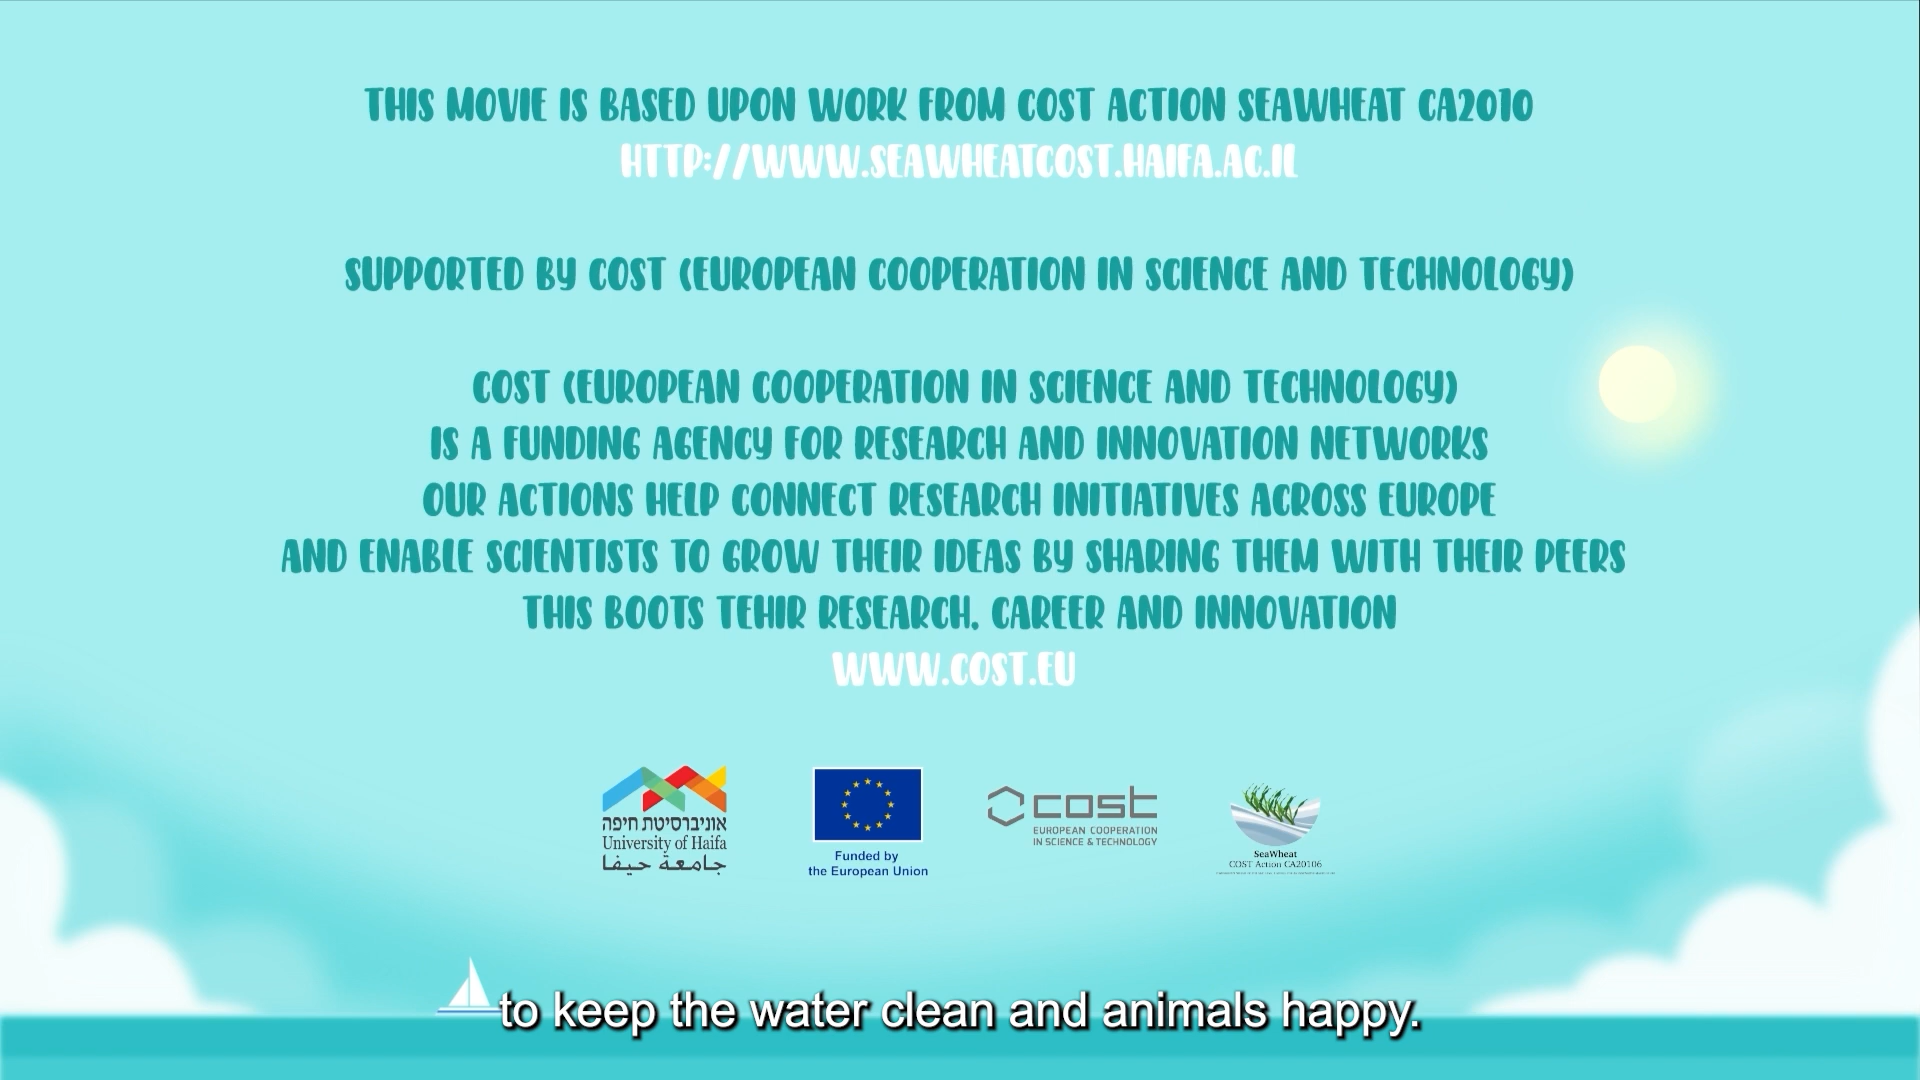 THIS MOVIE IS BASED UPON WORK FROM COST ACTION SEAWHEAT CA2010
HTTP://WWW.SEAWHEATCOST.HAIFA.AC.IL
SUPPORTED BY COST (EUROPEAN COOPERATION IN SCIENCE AND TECHNOLOGY)
COST (EUROPEAN COOPERATION IN SCIENCE AND TECHNOLOGY)
IS A FUNDING AGENCY FOR RESEARCH AND INNOVATION NETWORKS
OUR ACTIONS HELP CONNECT RESEARCH INITIATIVES ACROSS EUROPE
AND ENABLE SCIENTISTS TO GROW THEIR IDEAS BY SHARING THEM WITH THEIR PEERS
THIS BOOTS TEHIR RESEARCH, CAREER AND INNOVATION
WWW.COST.EU
אוניברסיטת חיפה
University of Haifa
جامعة حيفا
Funded by
the European Union
cost
EUROPEAN COOPERATION
IN SCIENCE & TECHNOLOGY
SeaWheat
COST Action CA20106
to keep the water clean and animals happy.